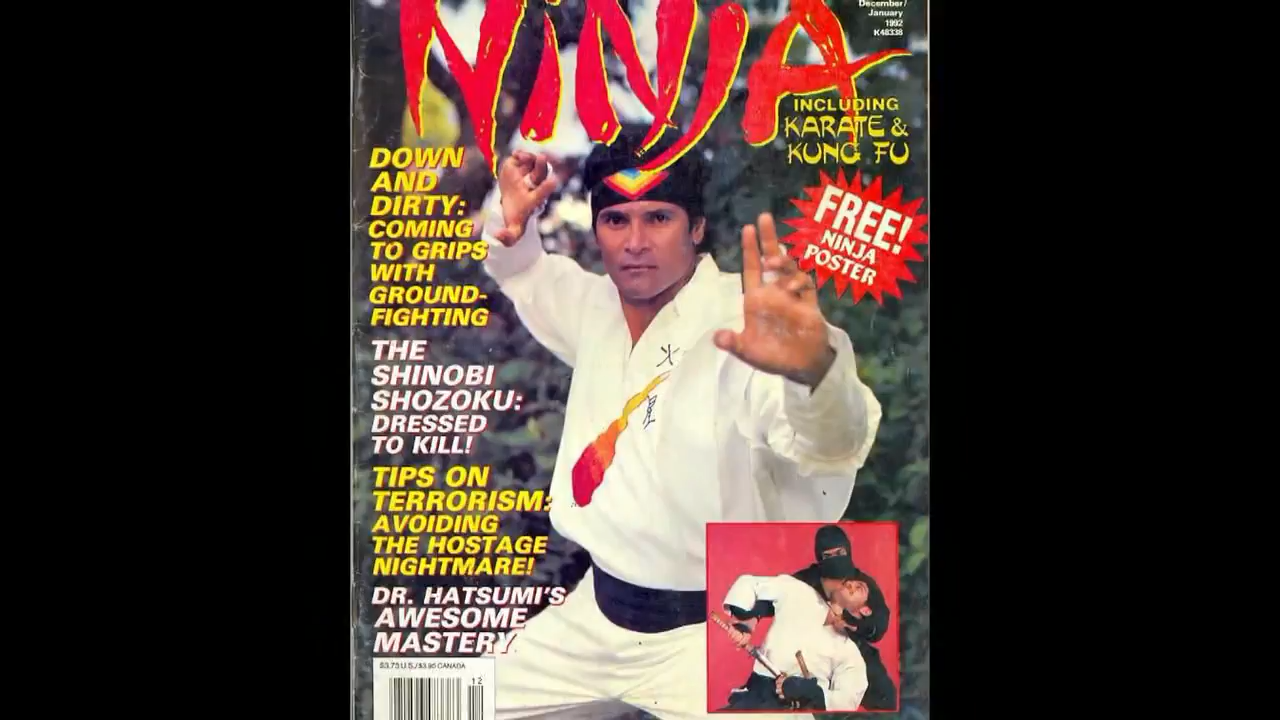 NINJA
December/
January
1992
K48338
INCLUDING
KARATE &
KUNG FU
FREE!
NINJA
POSTER
DOWN
AND
DIRTY:
COMING
TO GRIPS
WITH
GROUND-
FIGHTING
THE
SHINOBI
SHOZOKU:
DRESSED
TO KILL!
TIPS ON
TERRORISM:
AVOIDING
THE HOSTAGE
NIGHTMARE!
DR. HATSUMI'S
AWESOME
MASTERY
$3.75 U.S./$3.95 CANADA
12